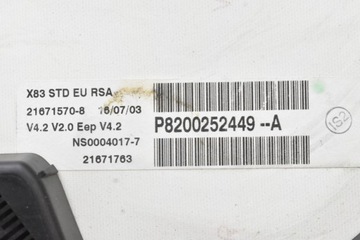 X83 STD EU RSA
21671570-8 16/07/03
V4.2 V2.0 Eep V4.2
NS0004017-7
21671763
P8200252449--A